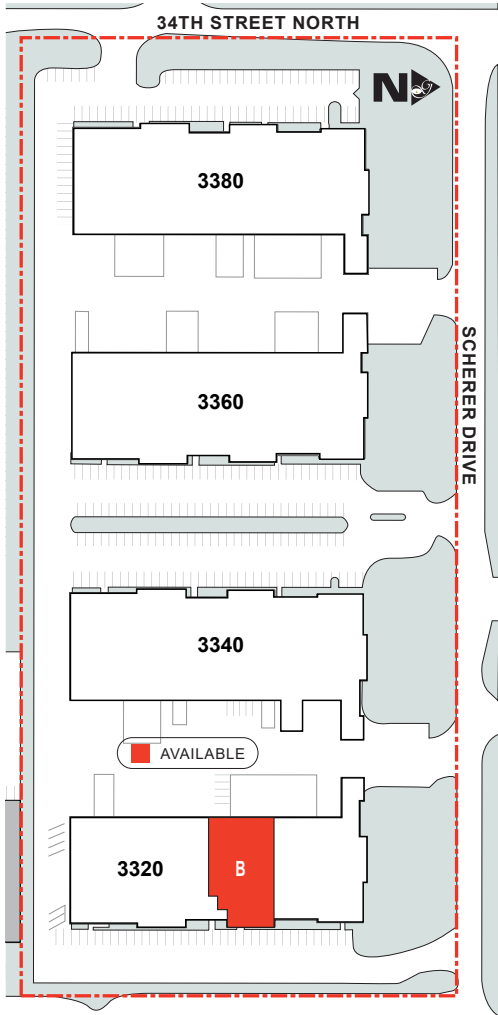 34TH STREET NORTH
N
3380
3360
SCHERER DRIVE
3340
AVAILABLE
3320
B